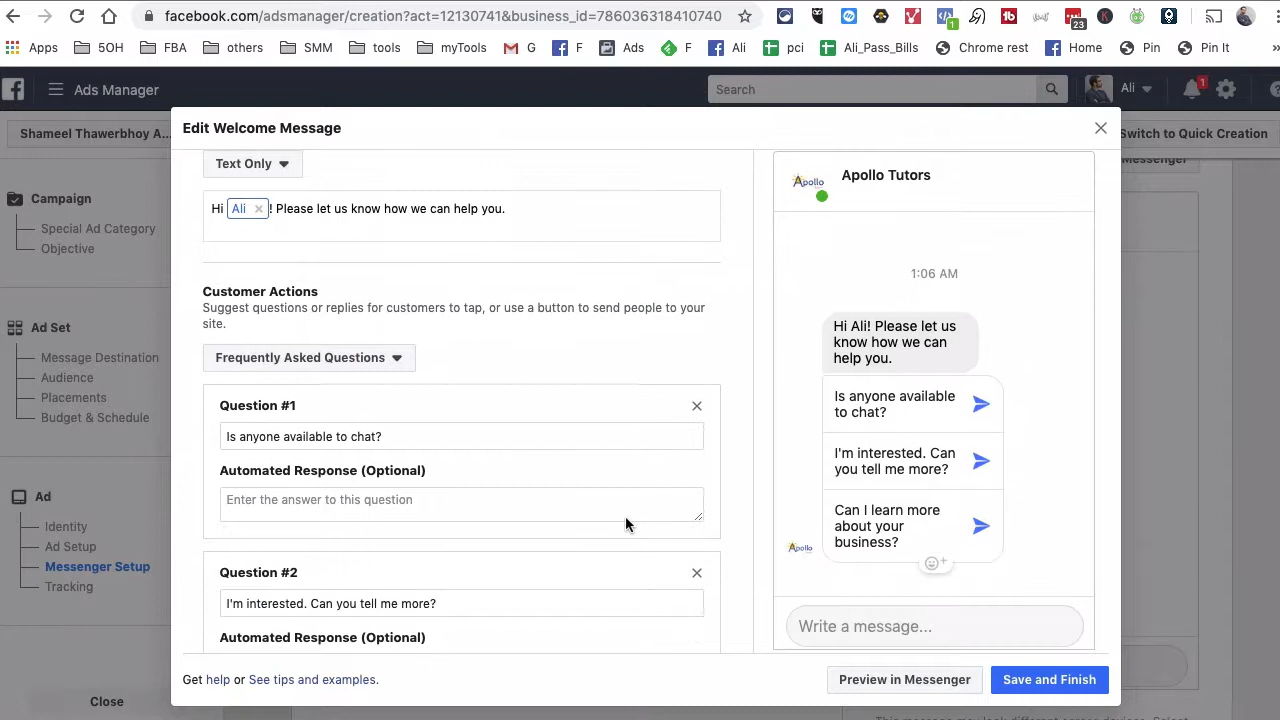 facebook.com/adsmanager/creation?act=12130741&business_id=786036318410740
1
23
Apps 5OH FBA others SMM tools myTools G F Ads F Ali pci Ali_Pass_Bills Chrome rest Home Pin Pin It »
Ads Manager
Search
Ali
1
Shameel Thawerbhoy A...
Switch to Quick Creation
Messenger
Campaign
Special Ad Category
Objective
Ad Set
Message Destination
Audience
Placements
Budget & Schedule
Ad
Identity
Ad Setup
Messenger Setup
Tracking
Close
Edit Welcome Message
Text Only
Hi Ali ×! Please let us know how we can help you.
Customer Actions
Suggest questions or replies for customers to tap, or use a button to send people to your
site.
Frequently Asked Questions
Question #1
Is anyone available to chat?
Automated Response (Optional)
Enter the answer to this question
Question #2
I'm interested. Can you tell me more?
Automated Response (Optional)
Apollo
Apollo Tutors
1:06 AM
Hi Ali! Please let us
know how we can
help you.
Is anyone available
to chat?
I'm interested. Can
you tell me more?
Can I learn more
about your
business?
Apollo
Write a message...
Get help or See tips and examples.
Preview in Messenger
Save and Finish